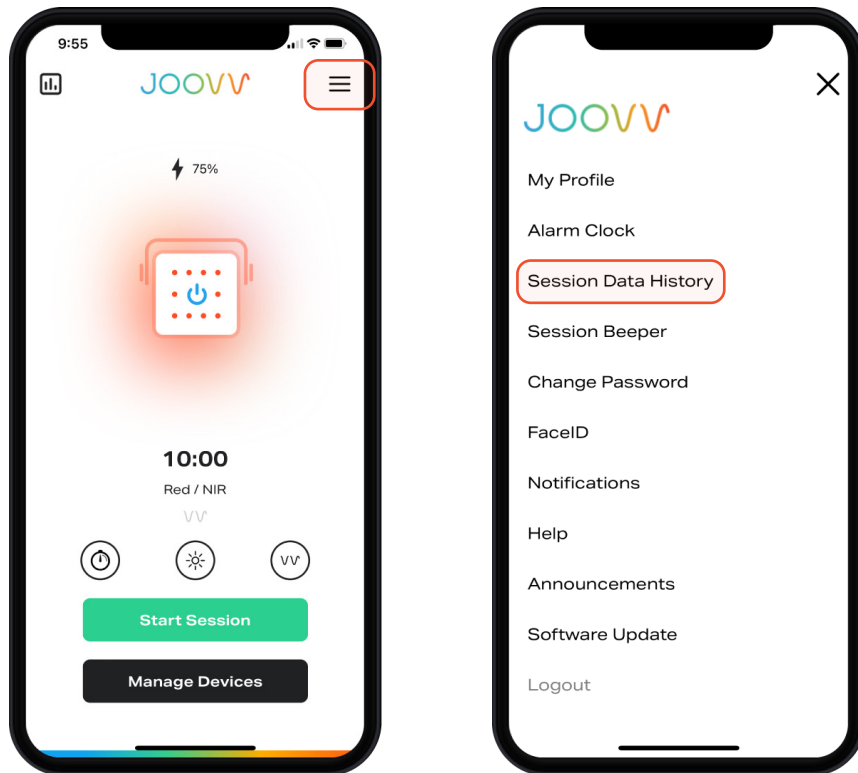 9:55
JOOVV
75%
10:00
Red / NIR
Start Session
Manage Devices
JOOVV
My Profile
Alarm Clock
Session Data History
Session Beeper
Change Password
FaceID
Notifications
Help
Announcements
Software Update
Logout